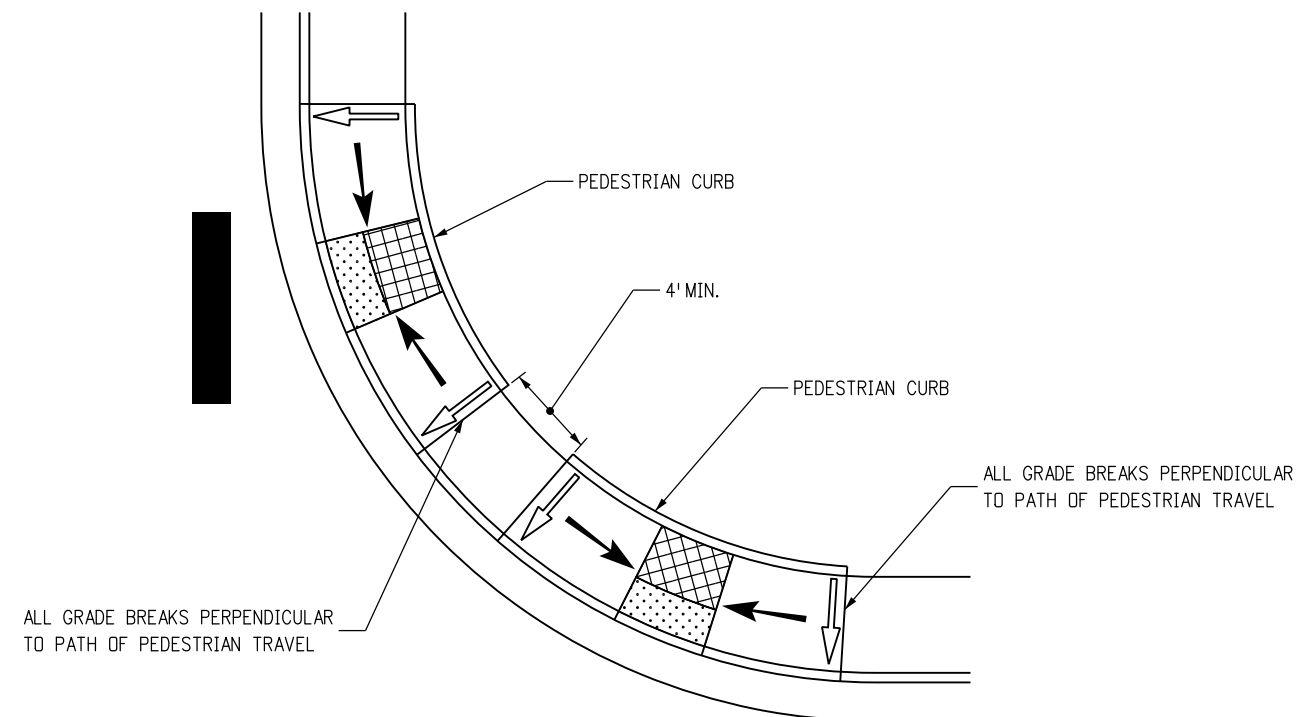 PEDESTRIAN CURB
4' MIN.
PEDESTRIAN CURB
ALL GRADE BREAKS PERPENDICULAR
TO PATH OF PEDESTRIAN TRAVEL
ALL GRADE BREAKS PERPENDICULAR
TO PATH OF PEDESTRIAN TRAVEL